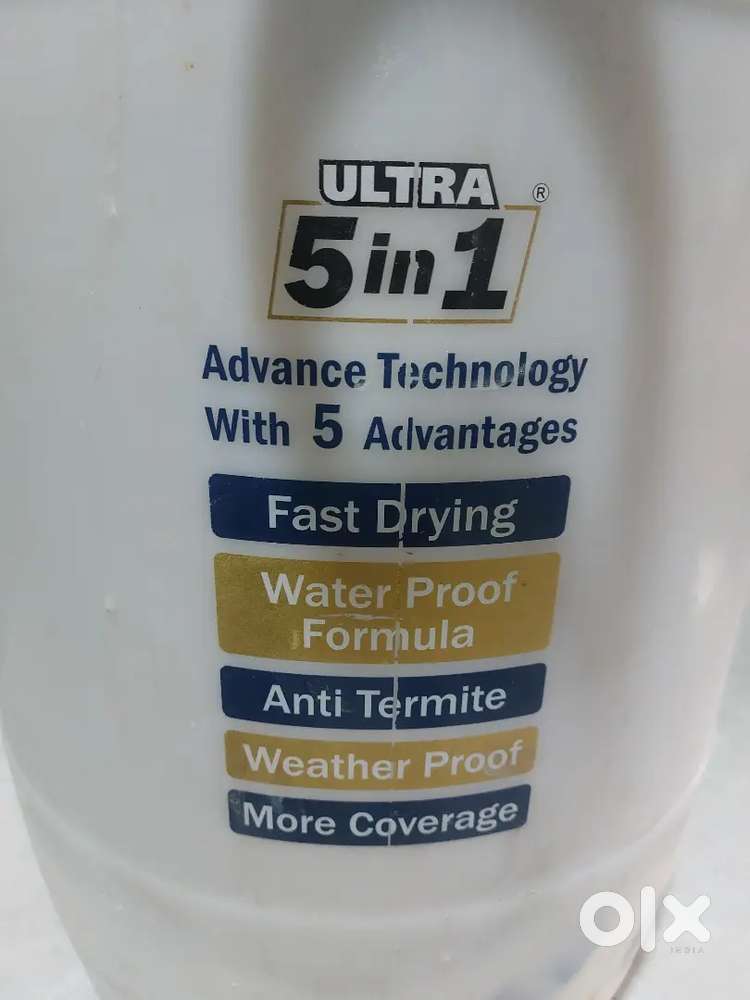 ULTRA ®
5 in 1
Advance Technology
With 5 Advantages
Fast Drying
Water Proof
Formula
Anti Termite
Weather Proof
More Coverage
olx
INDIA